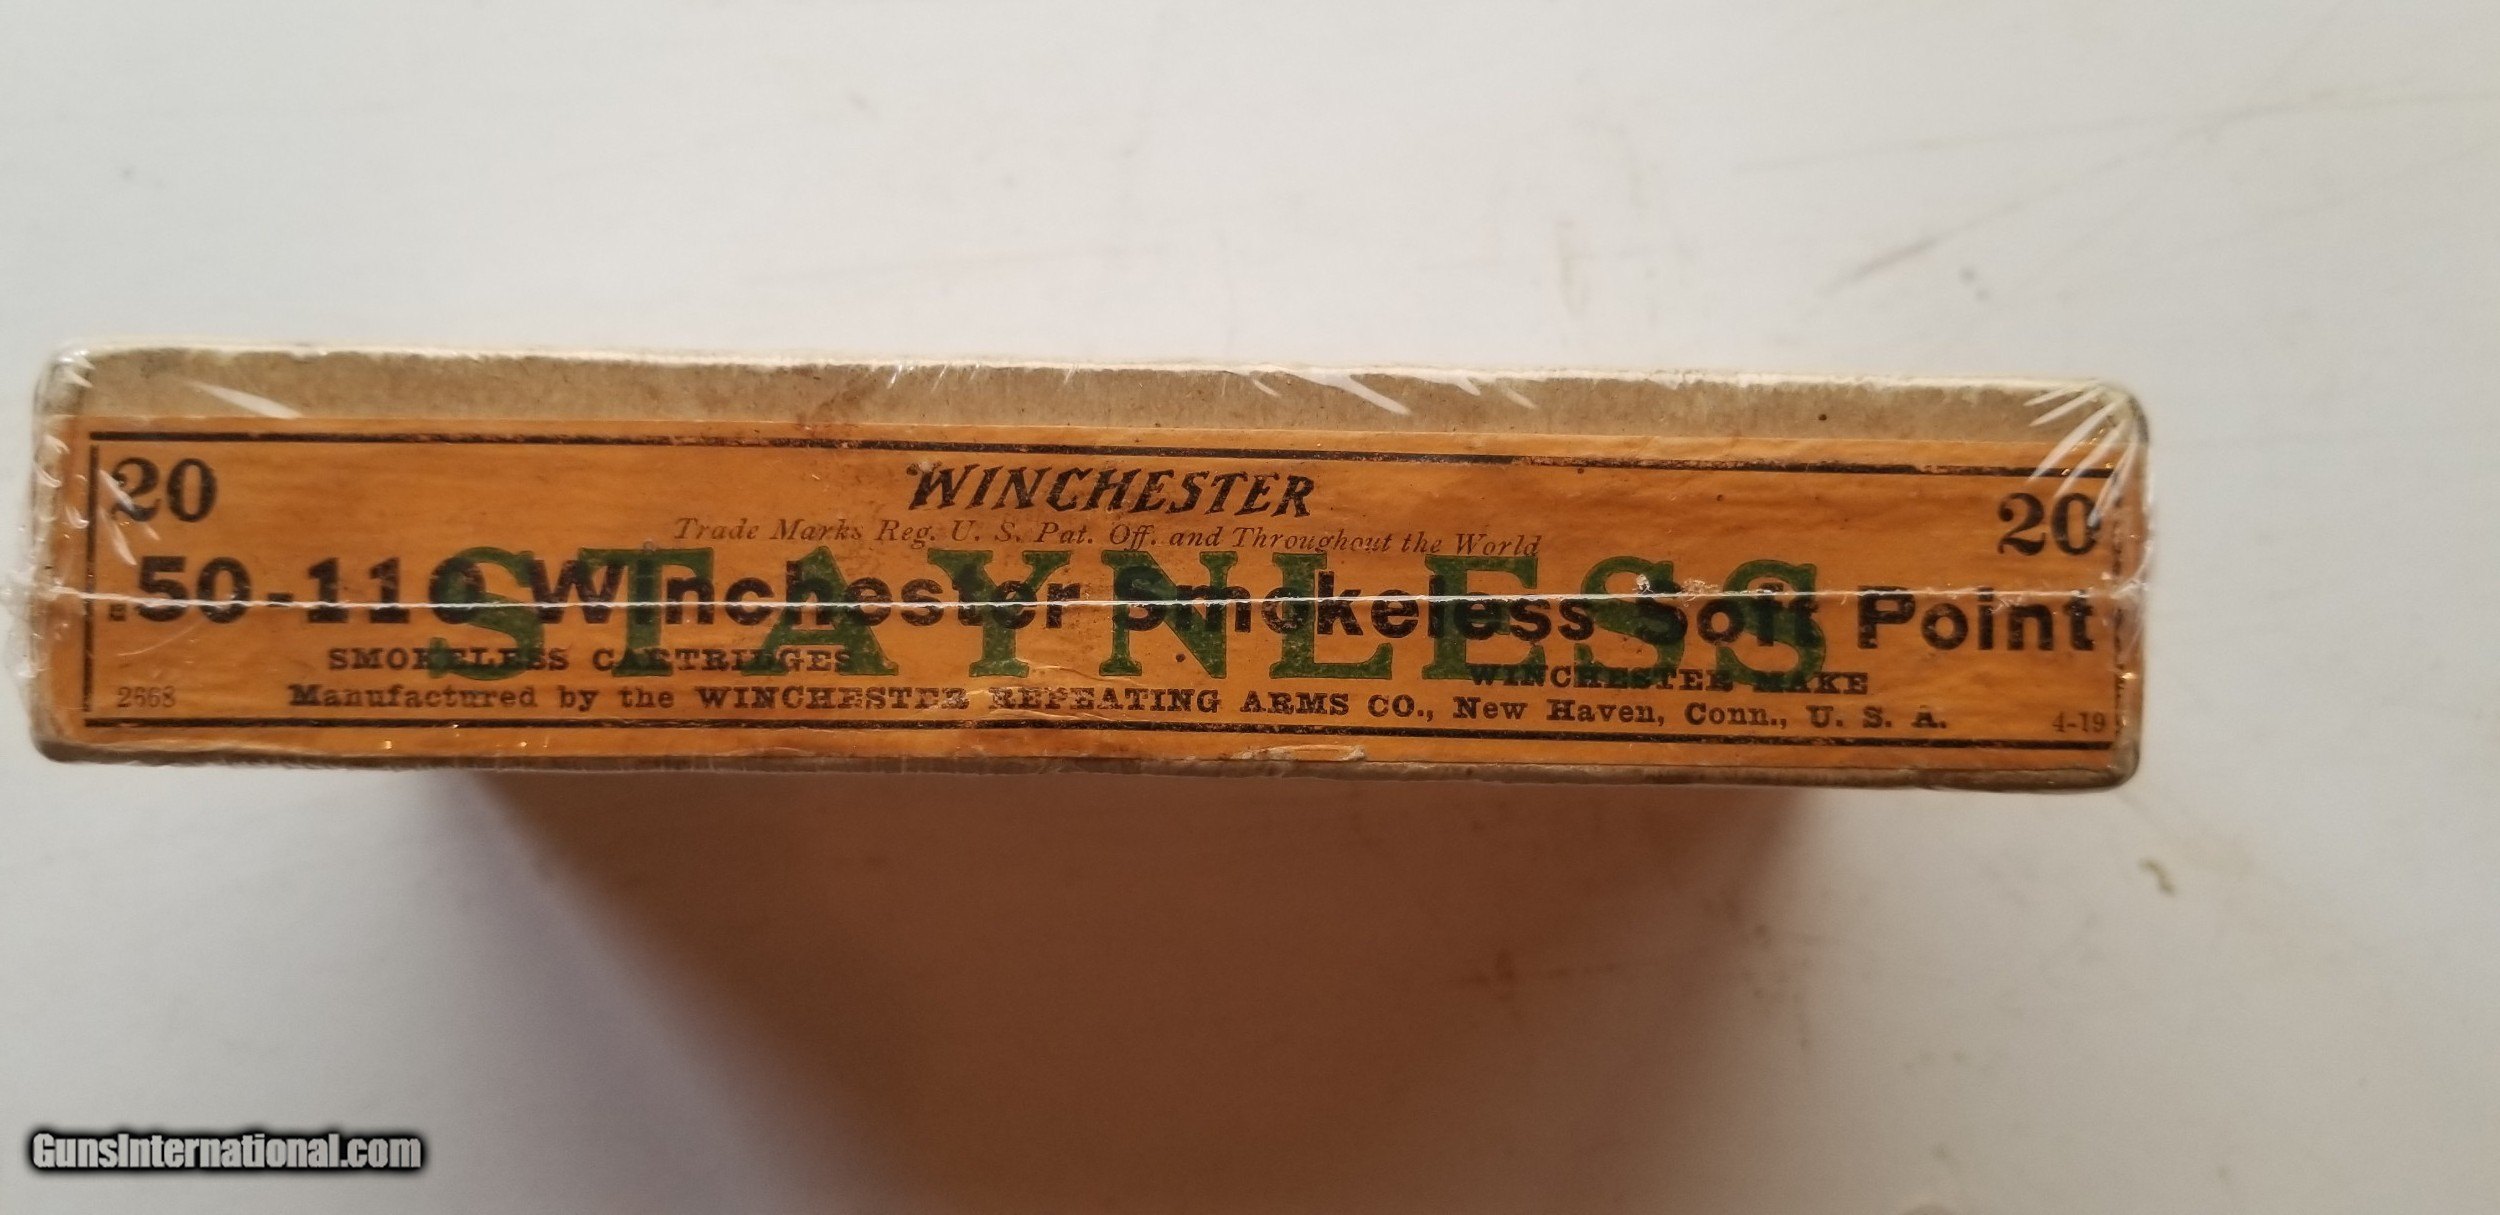 20 WINCHESTER 20
Trade Marks Reg. U. S. Pat. Off. and Throughout the World
STAYNLESS
.50-110 Winchester Smokeless Soft Point
SMOKELESS CARTRIDGES WINCHESTER MAKE
2668 Manufactured by the WINCHESTER REPEATING ARMS CO., New Haven, Conn., U. S. A. 4-19
GunsInternational.com